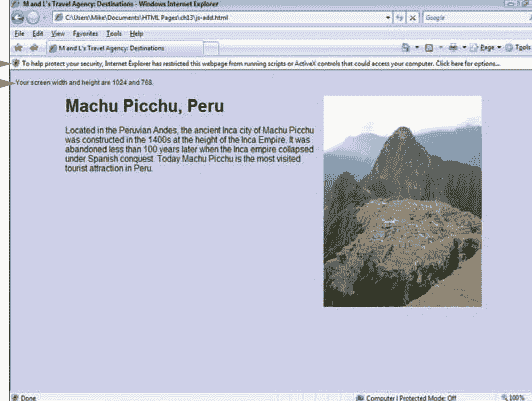 M and L's Travel Agency: Destinations - Windows Internet Explorer
C:\Users\Mike\Documents\HTML Pages\ch13\js-add.html
Google
File Edit View Favorites Tools Help
M and L's Travel Agency: Destinations
Page Tools
To help protect your security, Internet Explorer has restricted this webpage from running scripts or ActiveX controls that could access your computer. Click here for options...
Your screen width and height are 1024 and 768.
Machu Picchu, Peru
Located in the Peruvian Andes, the ancient Inca city of Machu Picchu
was constructed in the 1400s at the height of the Inca Empire. It was
abandoned less than 100 years later when the Inca empire collapsed
under Spanish conquest. Today Machu Picchu is the most visited
tourist attraction in Peru.
Done
Computer | Protected Mode: Off
100%